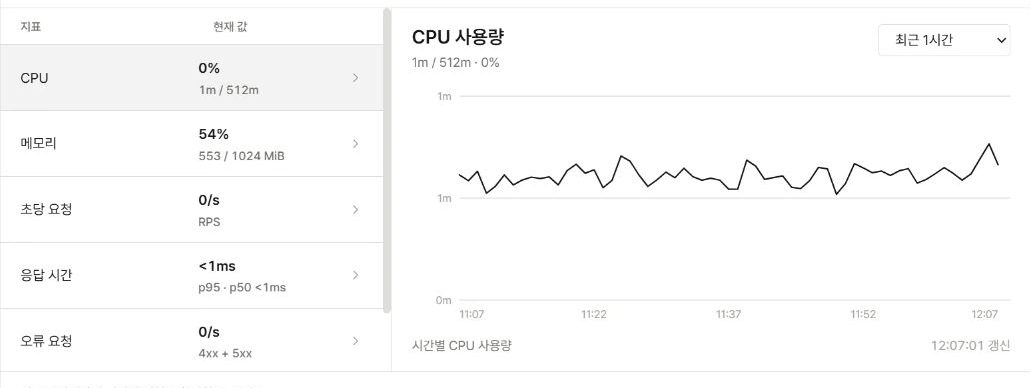 지표 현재 값
CPU
0%
1m / 512m
메모리
54%
553 / 1024 MiB
초당 요청
0/s
RPS
응답 시간
<1ms
p95 · p50 <1ms
오류 요청
0/s
4xx + 5xx
CPU 사용량
1m / 512m · 0%
최근 1시간
1m
1m
0m
11:07 11:22 11:37 11:52 12:07
시간별 CPU 사용량
12:07:01 갱신